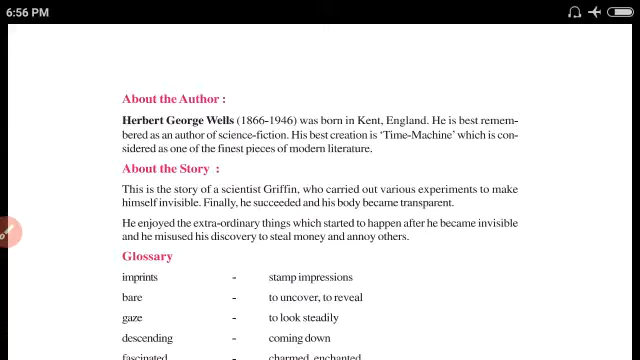 6:56 PM
About the Author :
Herbert George Wells (1866-1946) was born in Kent, England. He is best remem-
bered as an author of science-fiction. His best creation is 'Time-Machine' which is con-
sidered as one of the finest pieces of modern literature.
About the Story :
This is the story of a scientist Griffin, who carried out various experiments to make
himself invisible. Finally, he succeeded and his body became transparent.
He enjoyed the extra-ordinary things which started to happen after he became invisible
and he misused his discovery to steal money and annoy others.
Glossary
imprints - stamp impressions
bare - to uncover, to reveal
gaze - to look steadily
descending - coming down
fascinated - charmed, enchanted